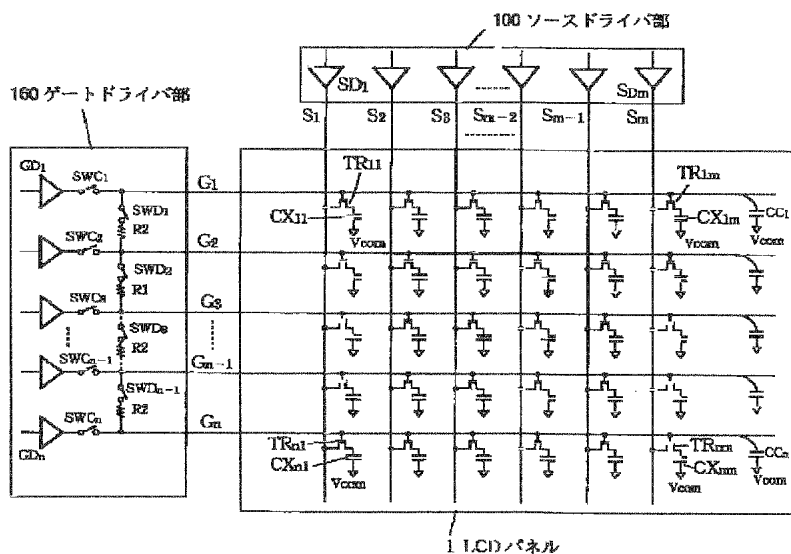 100 ソースドライバ部
SD1
SDm
160 ゲートドライバ部
S1 S2 S3 Sm-2 Sm-1 Sm
GD1
SWC1
G1
TR11
TR1m
CX11
CX1m
CC1
Vcom
Vcom
Vcom
SWD1
R2
SWC2
G2
SWD2
R1
SWC3
G3
SWD3
R2
SWCn-1
Gn-1
SWDn-1
R2
SWCn
Gn
GDn
TRn1
CXn1
Vcom
TRnm
CXnm
Vcom
CCn
Vcom
1 LCDパネル